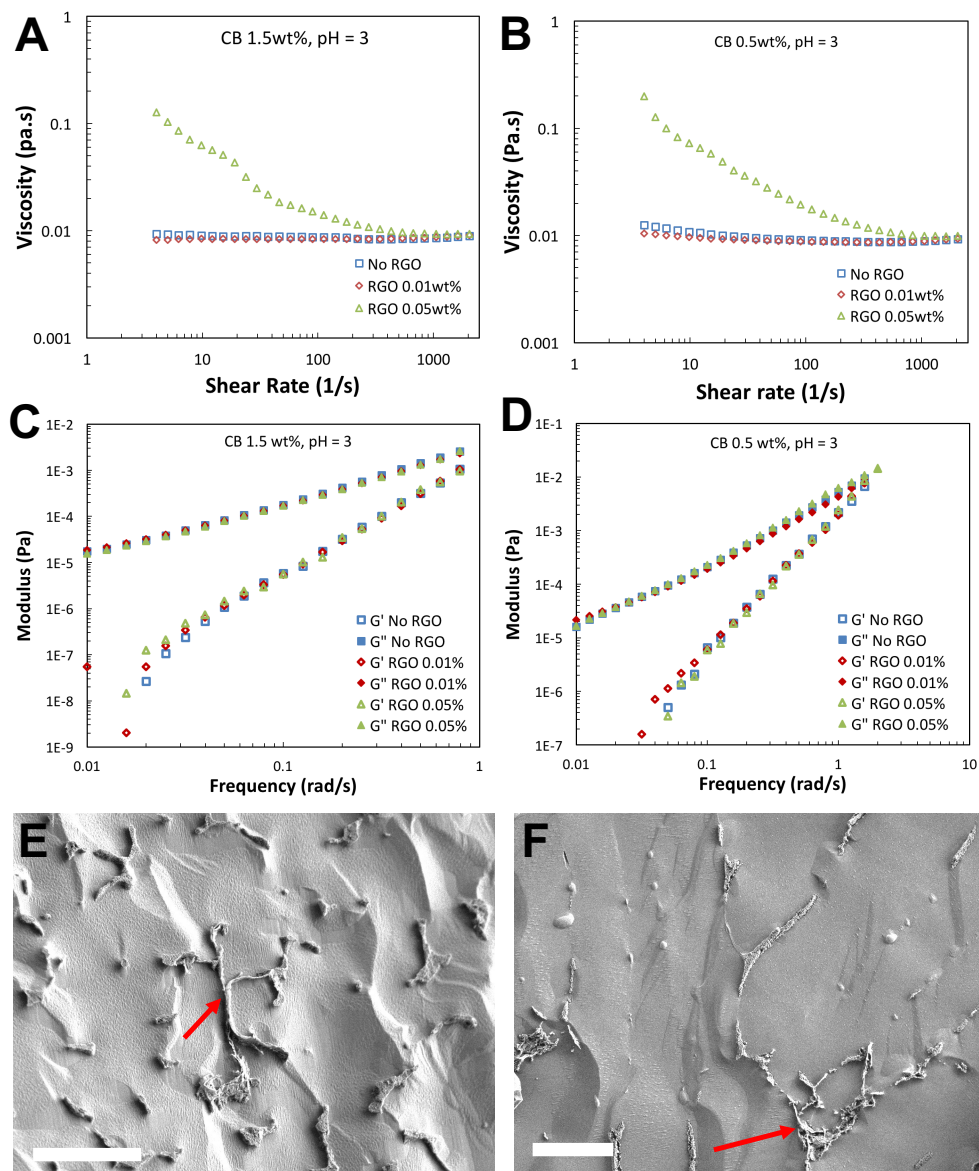 A
CB 1.5wt%, pH = 3
Viscosity (pa.s)
1
0.1
0.01
0.001
No RGO
RGO 0.01wt%
RGO 0.05wt%
1
10
100
1000
Shear Rate (1/s)
B
CB 0.5wt%, pH = 3
Viscosity (Pa.s)
1
0.1
0.01
0.001
No RGO
RGO 0.01wt%
RGO 0.05wt%
1
10
100
1000
Shear rate (1/s)
C
CB 1.5 wt%, pH = 3
Modulus (Pa)
1E-2
1E-3
1E-4
1E-5
1E-6
1E-7
1E-8
1E-9
G' No RGO
G'' No RGO
G' RGO 0.01%
G'' RGO 0.01%
G' RGO 0.05%
G'' RGO 0.05%
0.01
0.1
1
Frequency (rad/s)
D
CB 0.5 wt%, pH = 3
Modulus (Pa)
1E-1
1E-2
1E-3
1E-4
1E-5
1E-6
1E-7
G' No RGO
G'' No RGO
G' RGO 0.01%
G'' RGO 0.01%
G' RGO 0.05%
G'' RGO 0.05%
0.01
0.1
1
10
Frequency (rad/s)
E
F